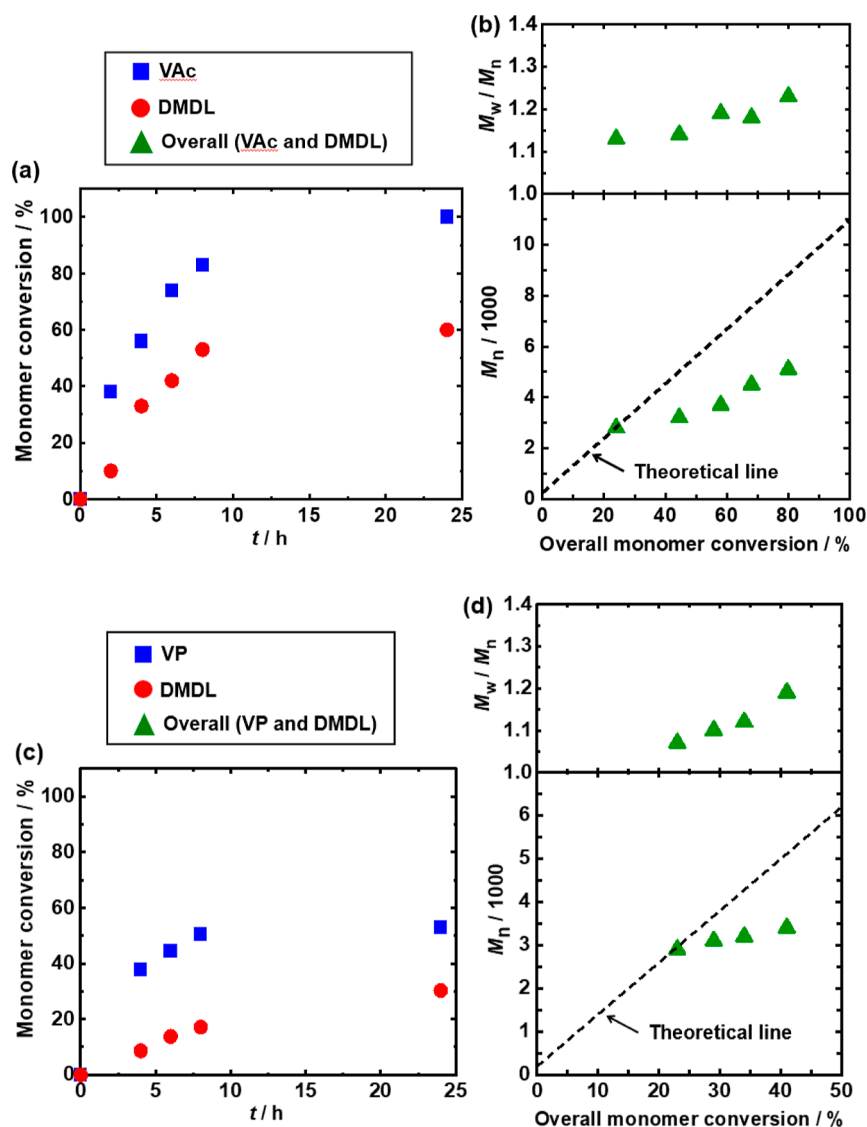 VAc
DMDL
Overall (VAc and DMDL)
(a)
Monomer conversion / %
100
80
60
40
20
0
0 5 10 15 20 25
t / h
(b)
Mw / Mn
1.4
1.3
1.2
1.1
1.0
Mn / 1000
10
8
6
4
2
0
Theoretical line
0 20 40 60 80 100
Overall monomer conversion / %
VP
DMDL
Overall (VP and DMDL)
(c)
Monomer conversion / %
100
80
60
40
20
0
0 5 10 15 20 25
t / h
(d)
Mw / Mn
1.4
1.3
1.2
1.1
1.0
Mn / 1000
6
5
4
3
2
1
0
Theoretical line
0 10 20 30 40 50
Overall monomer conversion / %